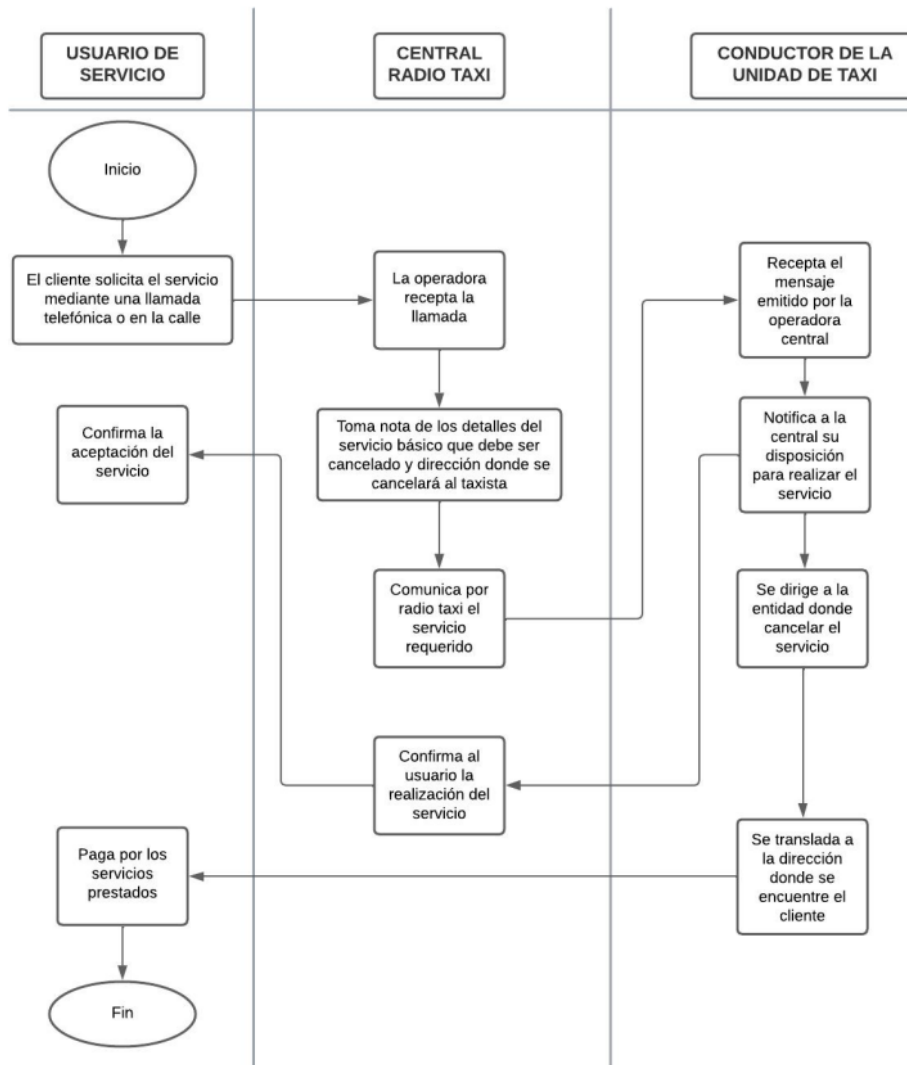 USUARIO DE
SERVICIO
CENTRAL
RADIO TAXI
CONDUCTOR DE LA
UNIDAD DE TAXI
Inicio
El cliente solicita el servicio
mediante una llamada
telefónica o en la calle
La operadora
recepta la
llamada
Recepta el
mensaje
emitido por la
operadora
central
Confirma la
aceptación del
servicio
Toma nota de los detalles del
servicio básico que debe ser
cancelado y dirección donde se
cancelará al taxista
Notifica a la
central su
disposición
para realizar el
servicio
Comunica por
radio taxi el
servicio
requerido
Se dirige a la
entidad donde
cancelar el
servicio
Confirma al
usuario la
realización del
servicio
Paga por los
servicios
prestados
Se translada a
la dirección
donde se
encuentre el
cliente
Fin